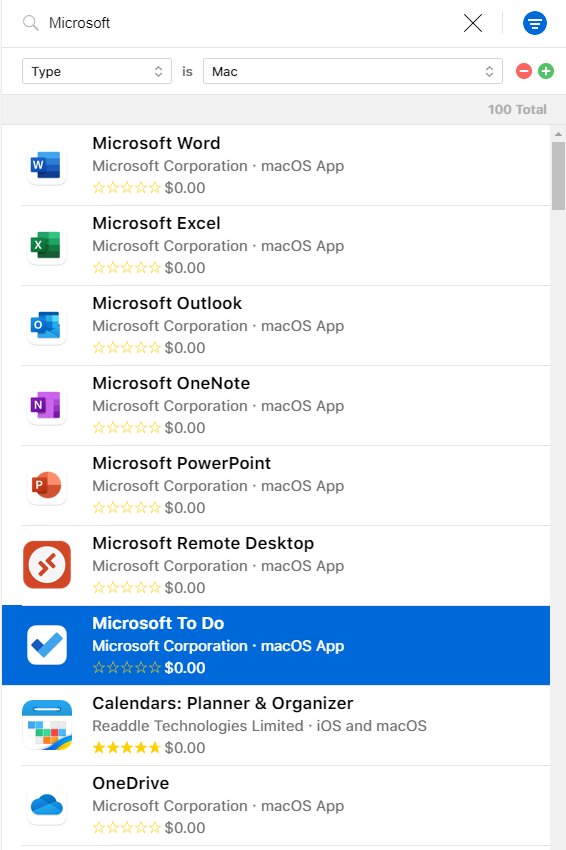 Microsoft
Type is Mac
100 Total
Microsoft Word
Microsoft Corporation · macOS App
$0.00
Microsoft Excel
Microsoft Corporation · macOS App
$0.00
Microsoft Outlook
Microsoft Corporation · macOS App
$0.00
Microsoft OneNote
Microsoft Corporation · macOS App
$0.00
Microsoft PowerPoint
Microsoft Corporation · macOS App
$0.00
Microsoft Remote Desktop
Microsoft Corporation · macOS App
$0.00
Microsoft To Do
Microsoft Corporation · macOS App
$0.00
Calendars: Planner & Organizer
Readdle Technologies Limited · iOS and macOS
$0.00
OneDrive
Microsoft Corporation · macOS App
$0.00